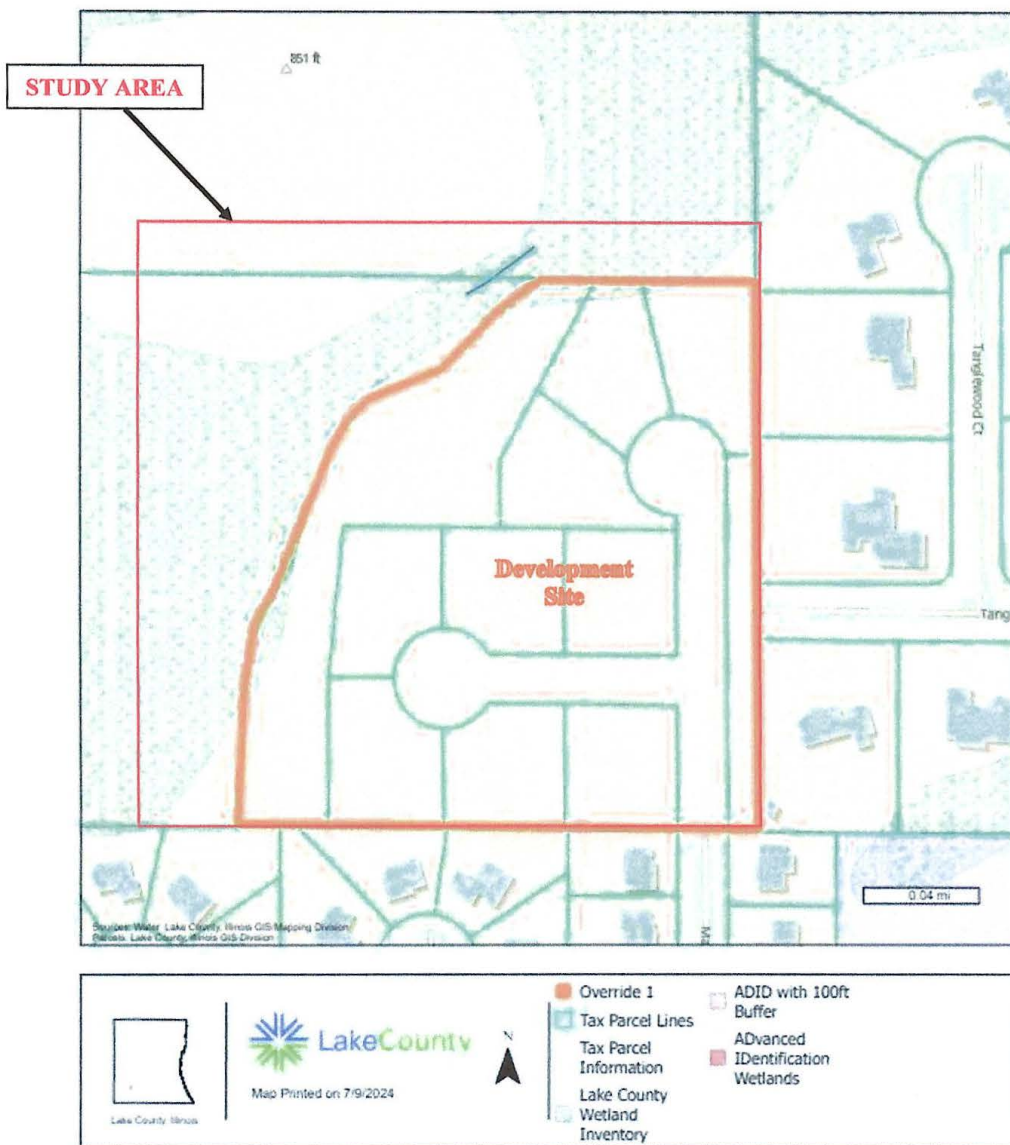 851 ft
STUDY AREA
Tanglewood Ct
Development
Site
Tang
0.04 mi
Sources: Water: Lake County, Illinois GIS Mapping Division
Parcels: Lake County, Illinois GIS Division
LakeCounty
Map Printed on 7/9/2024
Lake County, Illinois
N
Override 1
Tax Parcel Lines
Tax Parcel
Information
Lake County
Wetland
Inventory
ADID with 100ft
Buffer
ADvanced
IDentification
Wetlands